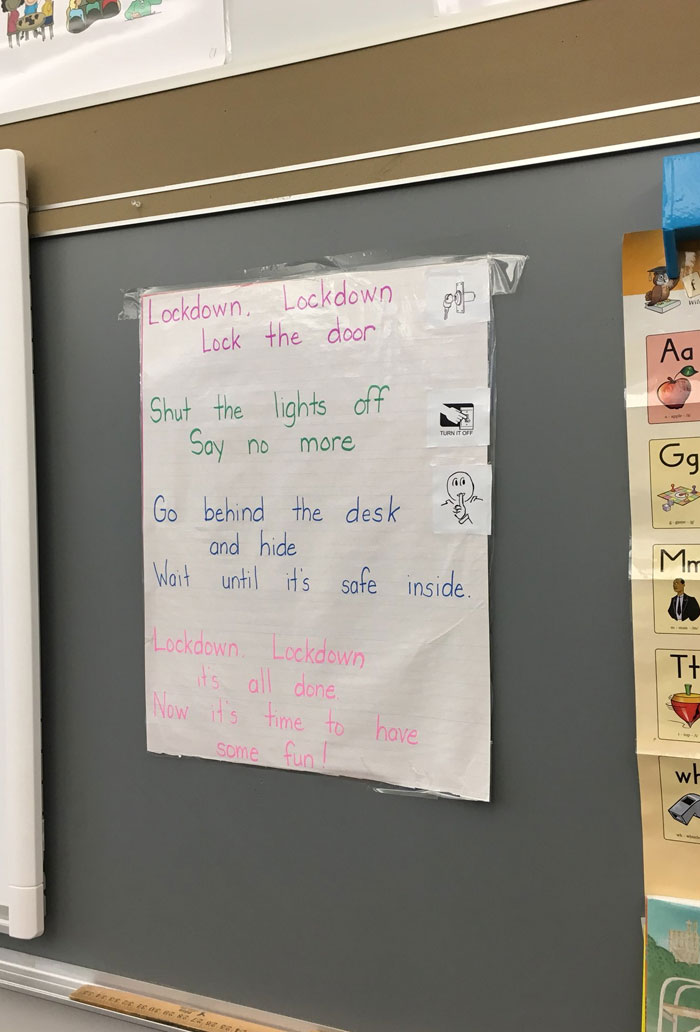 Lockdown, Lockdown
Lock the door
Shut the lights off
Say no more
TURN IT OFF
Go behind the desk
and hide
Wait until it's safe inside.
Lockdown. Lockdown
it's all done.
Now it's time to have
some fun!
Aa
Gg
Mm
Tt
wh